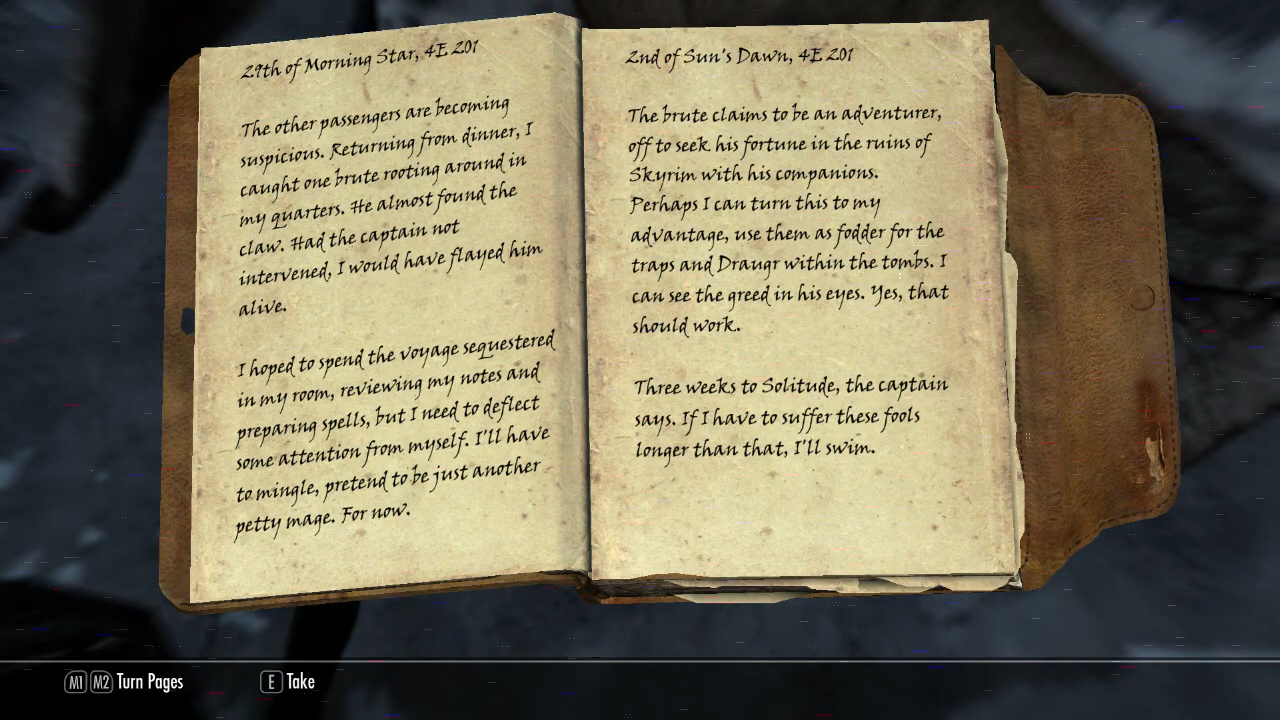 29th of Morning Star, 4E 201
The other passengers are becoming
suspicious. Returning from dinner, I
caught one brute rooting around in
my quarters. He almost found the
claw. Had the captain not
intervened, I would have flayed him
alive.
I hoped to spend the voyage sequestered
in my room, reviewing my notes and
preparing spells, but I need to deflect
some attention from myself. I'll have
to mingle, pretend to be just another
petty mage. For now.
2nd of Sun's Dawn, 4E 201
The brute claims to be an adventurer,
off to seek his fortune in the ruins of
Skyrim with his companions.
Perhaps I can turn this to my
advantage, use them as fodder for the
traps and Draugr within the tombs. I
can see the greed in his eyes. Yes, that
should work.
Three weeks to Solitude, the captain
says. If I have to suffer these fools
longer than that, I'll swim.
M1 M2 Turn Pages
E Take